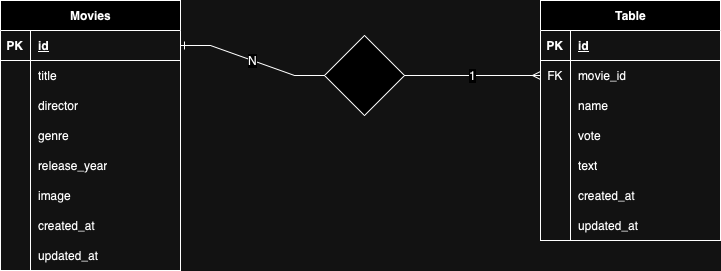 Movies
PK id
title
director
genre
release_year
image
created_at
updated_at
N
1
Table
PK id
FK movie_id
name
vote
text
created_at
updated_at